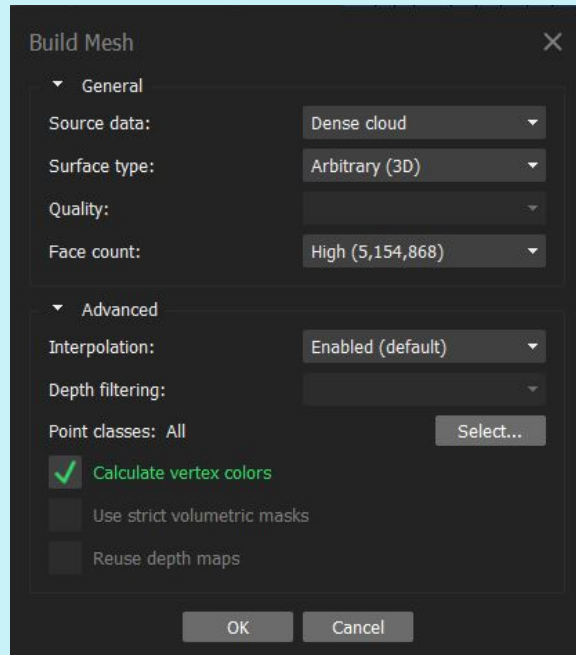 Build Mesh
General
Source data: Dense cloud
Surface type: Arbitrary (3D)
Quality:
Face count: High (5,154,868)
Advanced
Interpolation: Enabled (default)
Depth filtering:
Point classes: All Select...
Calculate vertex colors
Use strict volumetric masks
Reuse depth maps
OK Cancel